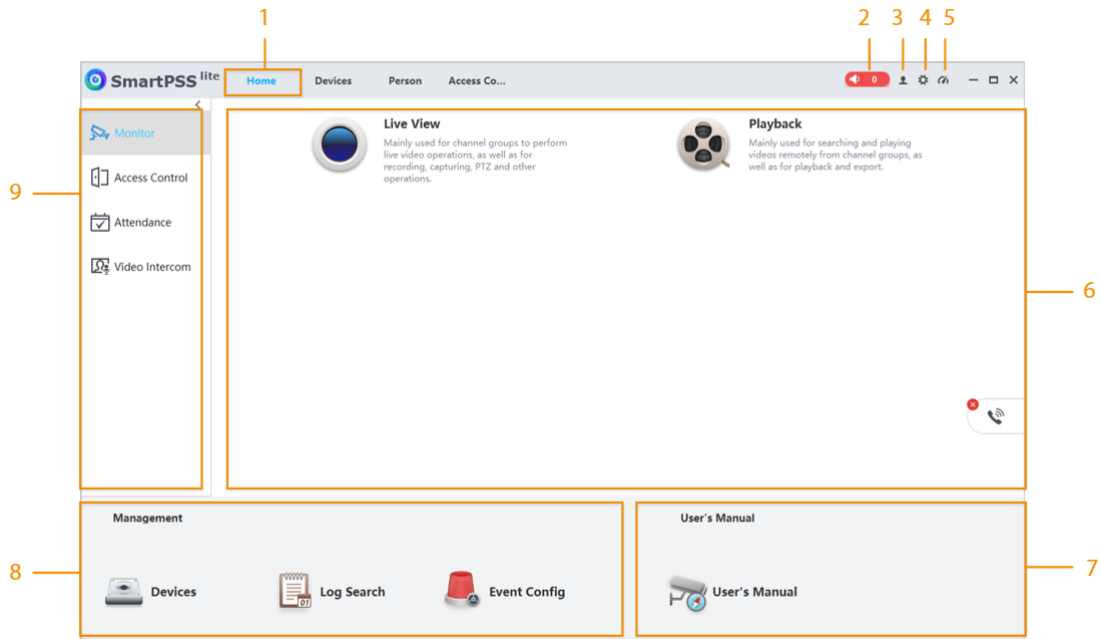 1
2 3 4 5
SmartPSS lite Home Devices Person Access Co... 0
Monitor
Access Control
Attendance
Video Intercom
9
Live View
Mainly used for channel groups to perform
live video operations, as well as for
recording, capturing, PTZ and other
operations.
Playback
Mainly used for searching and playing
videos remotely from channel groups, as
well as for playback and export.
6
Management
Devices
Log Search
01
Event Config
8
User's Manual
User's Manual
7